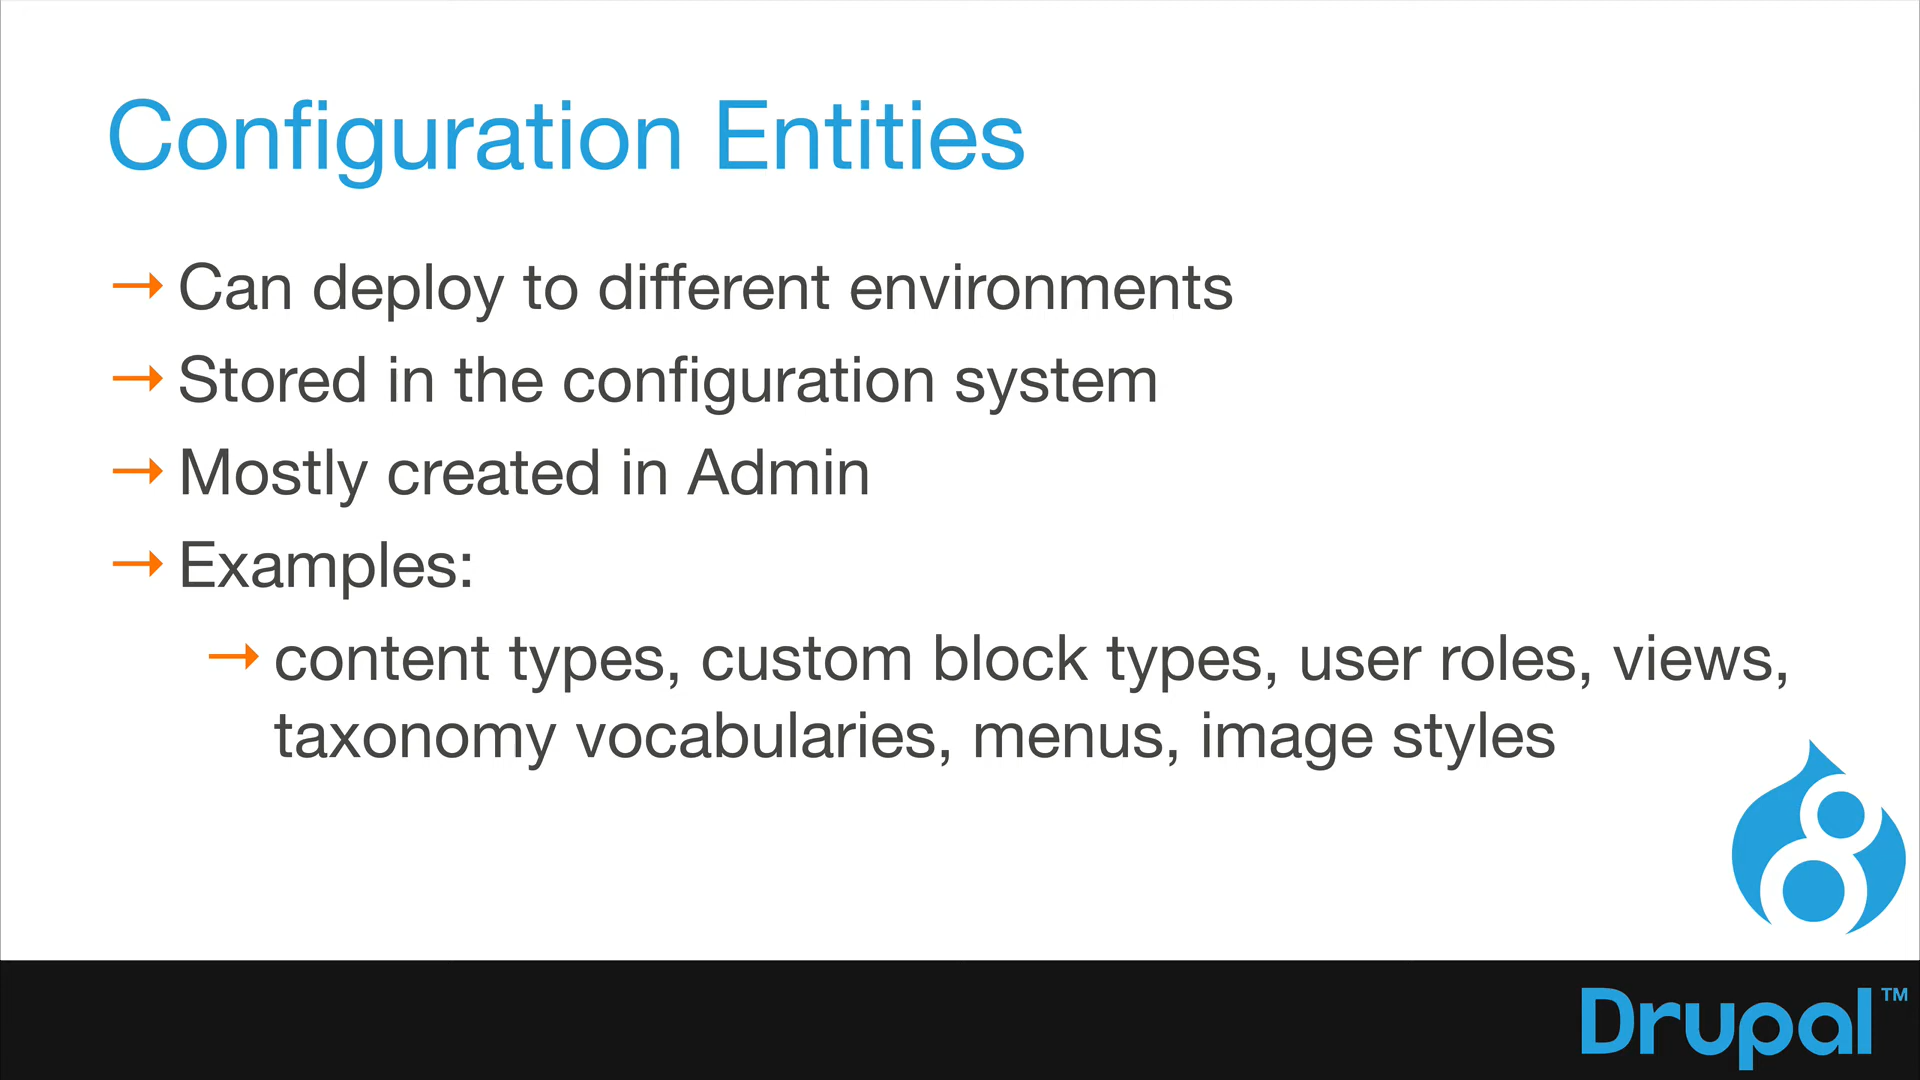 Configuration Entities
→ Can deploy to different environments
→ Stored in the configuration system
→ Mostly created in Admin
→ Examples:
→ content types, custom block types, user roles, views,
taxonomy vocabularies, menus, image styles
8
Drupal™